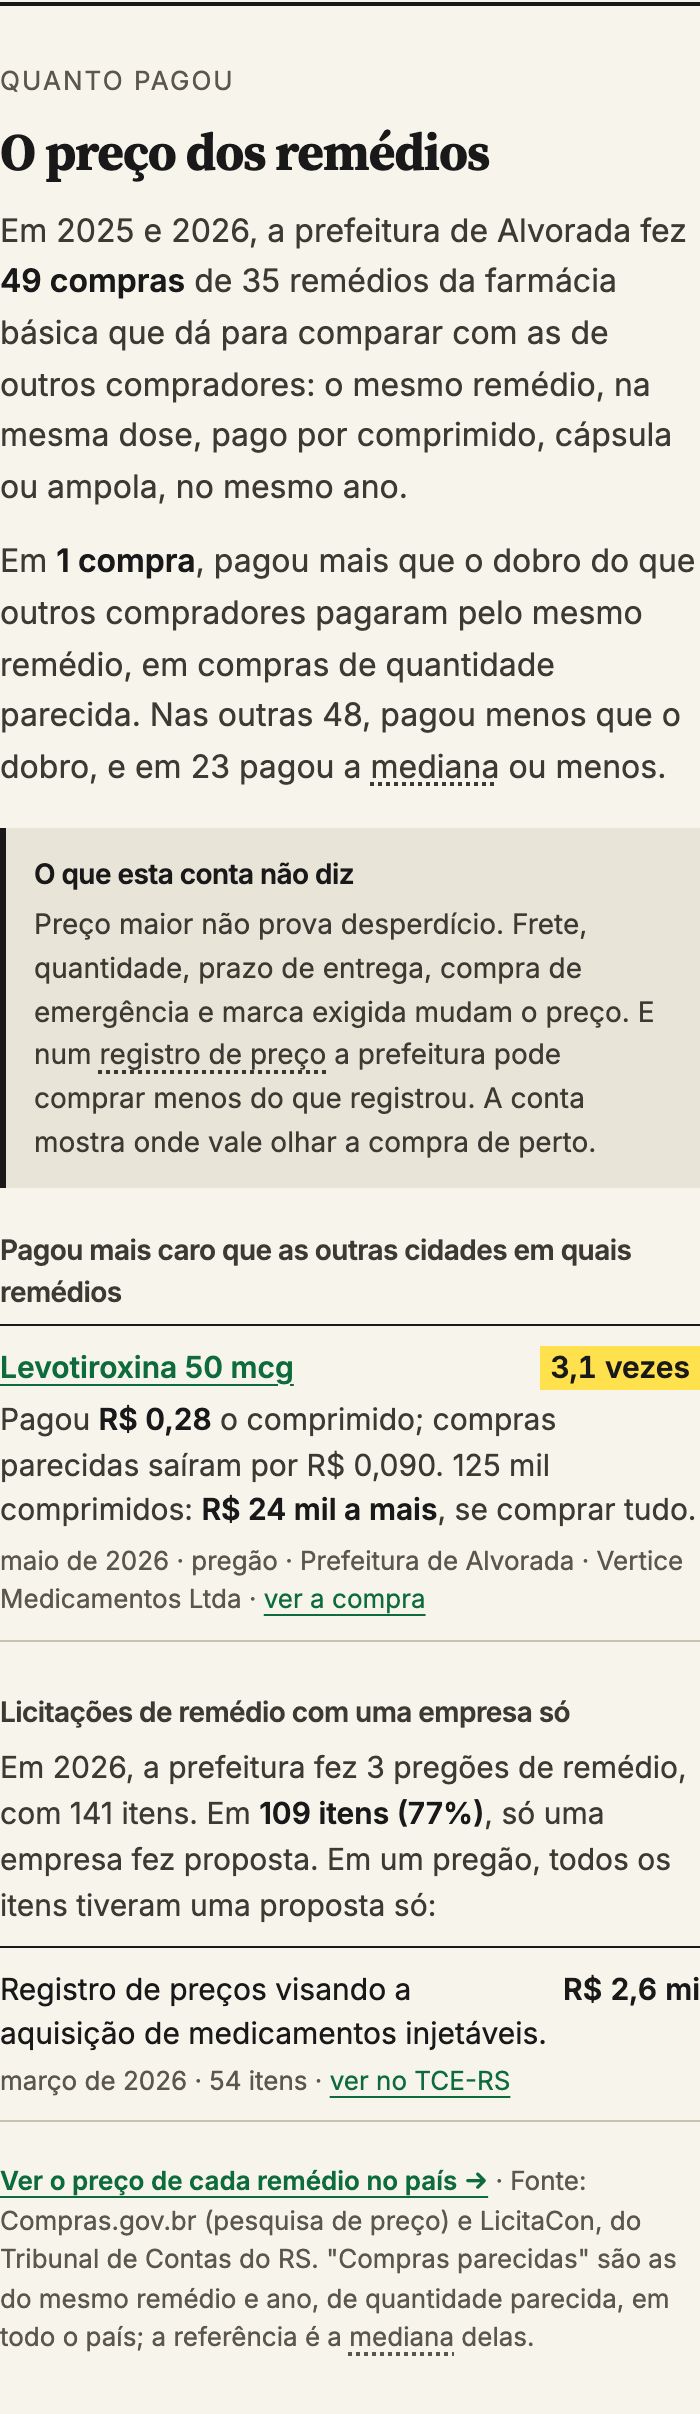 QUANTO PAGOU
O preço dos remédios
Em 2025 e 2026, a prefeitura de Alvorada fez
49 compras de 35 remédios da farmácia
básica que dá para comparar com as de
outros compradores: o mesmo remédio, na
mesma dose, pago por comprimido, cápsula
ou ampola, no mesmo ano.
Em 1 compra, pagou mais que o dobro do que
outros compradores pagaram pelo mesmo
remédio, em compras de quantidade
parecida. Nas outras 48, pagou menos que o
dobro, e em 23 pagou a mediana ou menos.
O que esta conta não diz
Preço maior não prova desperdício. Frete,
quantidade, prazo de entrega, compra de
emergência e marca exigida mudam o preço. E
num registro de preço a prefeitura pode
comprar menos do que registrou. A conta
mostra onde vale olhar a compra de perto.
Pagou mais caro que as outras cidades em quais
remédios
Levotiroxina 50 mcg 3,1 vezes
Pagou R$ 0,28 o comprimido; compras
parecidas saíram por R$ 0,090. 125 mil
comprimidos: R$ 24 mil a mais, se comprar tudo.
maio de 2026 · pregão · Prefeitura de Alvorada · Vertice
Medicamentos Ltda · ver a compra
Licitações de remédio com uma empresa só
Em 2026, a prefeitura fez 3 pregões de remédio,
com 141 itens. Em 109 itens (77%), só uma
empresa fez proposta. Em um pregão, todos os
itens tiveram uma proposta só:
Registro de preços visando a R$ 2,6 mi
aquisição de medicamentos injetáveis.
março de 2026 · 54 itens · ver no TCE-RS
Ver o preço de cada remédio no país → · Fonte:
Compras.gov.br (pesquisa de preço) e LicitaCon, do
Tribunal de Contas do RS. "Compras parecidas" são as
do mesmo remédio e ano, de quantidade parecida, em
todo o país; a referência é a mediana delas.